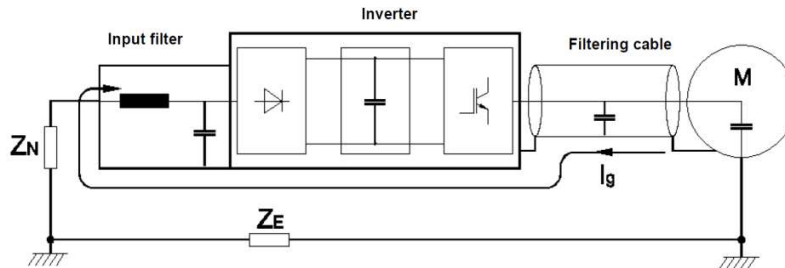 Inverter
Input filter
Filtering cable
M
ZN
Ig
ZE